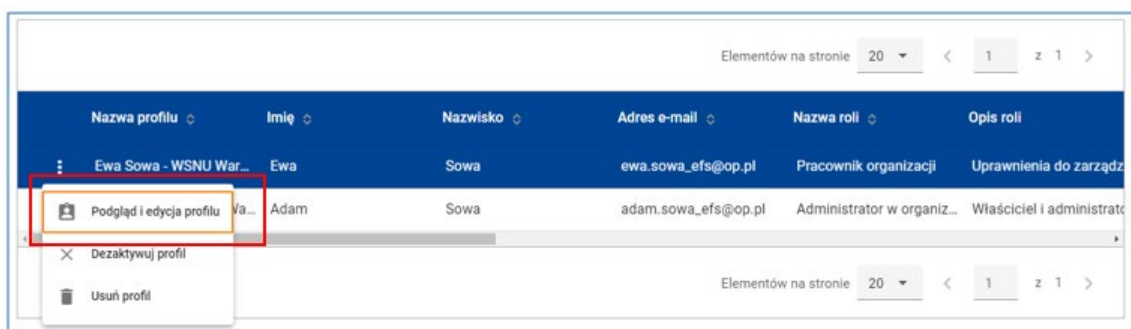 Elementów na stronie 20 1 z 1
Nazwa profilu Imię Nazwisko Adres e-mail Nazwa roli Opis roli
Ewa Sowa - WSNU War... Ewa Sowa ewa.sowa_efs@op.pl Pracownik organizacji Uprawnienia do zarządz
Podgląd i edycja profilu Wa... Adam Sowa adam.sowa_efs@op.pl Administrator w organiz... Właściciel i administrato
Dezaktywuj profil
Usuń profil Elementów na stronie 20 1 z 1